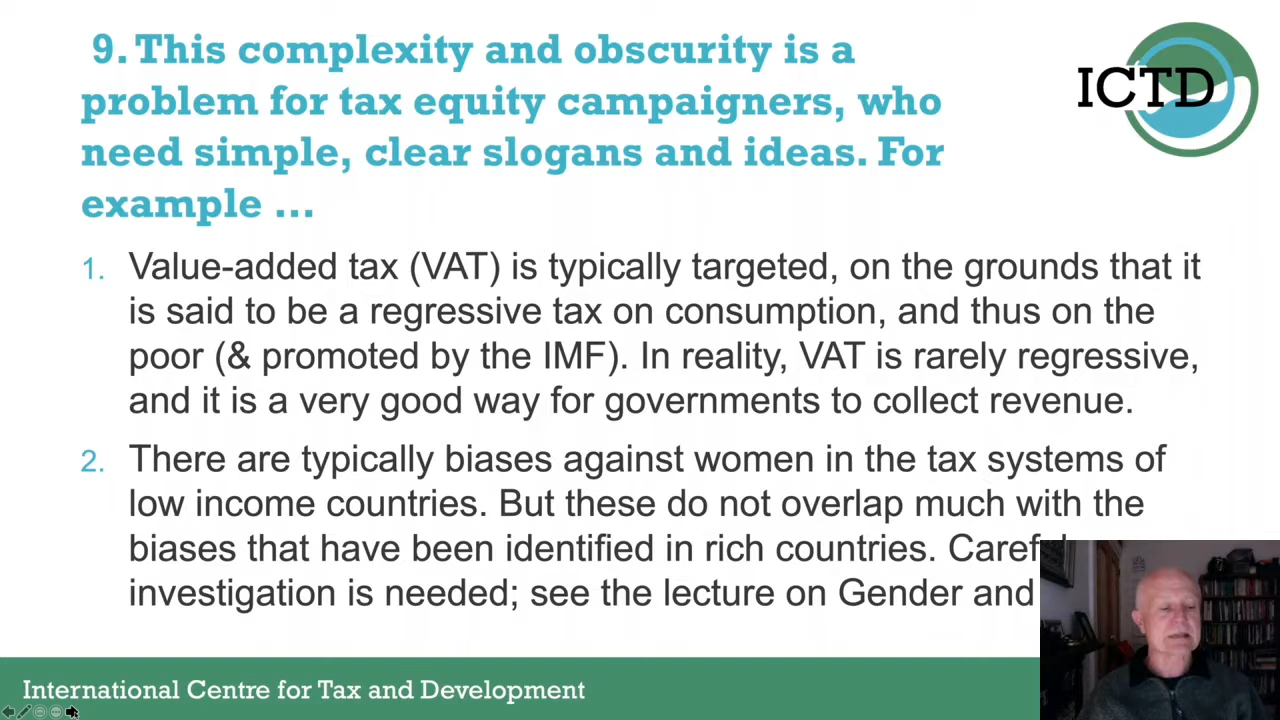 9. This complexity and obscurity is a
problem for tax equity campaigners, who
need simple, clear slogans and ideas. For
example ...
ICTD
1. Value-added tax (VAT) is typically targeted, on the grounds that it
is said to be a regressive tax on consumption, and thus on the
poor (& promoted by the IMF). In reality, VAT is rarely regressive,
and it is a very good way for governments to collect revenue.
2. There are typically biases against women in the tax systems of
low income countries. But these do not overlap much with the
biases that have been identified in rich countries.
investigation is needed; see the lecture on Gender and
International Centre for Tax and Development